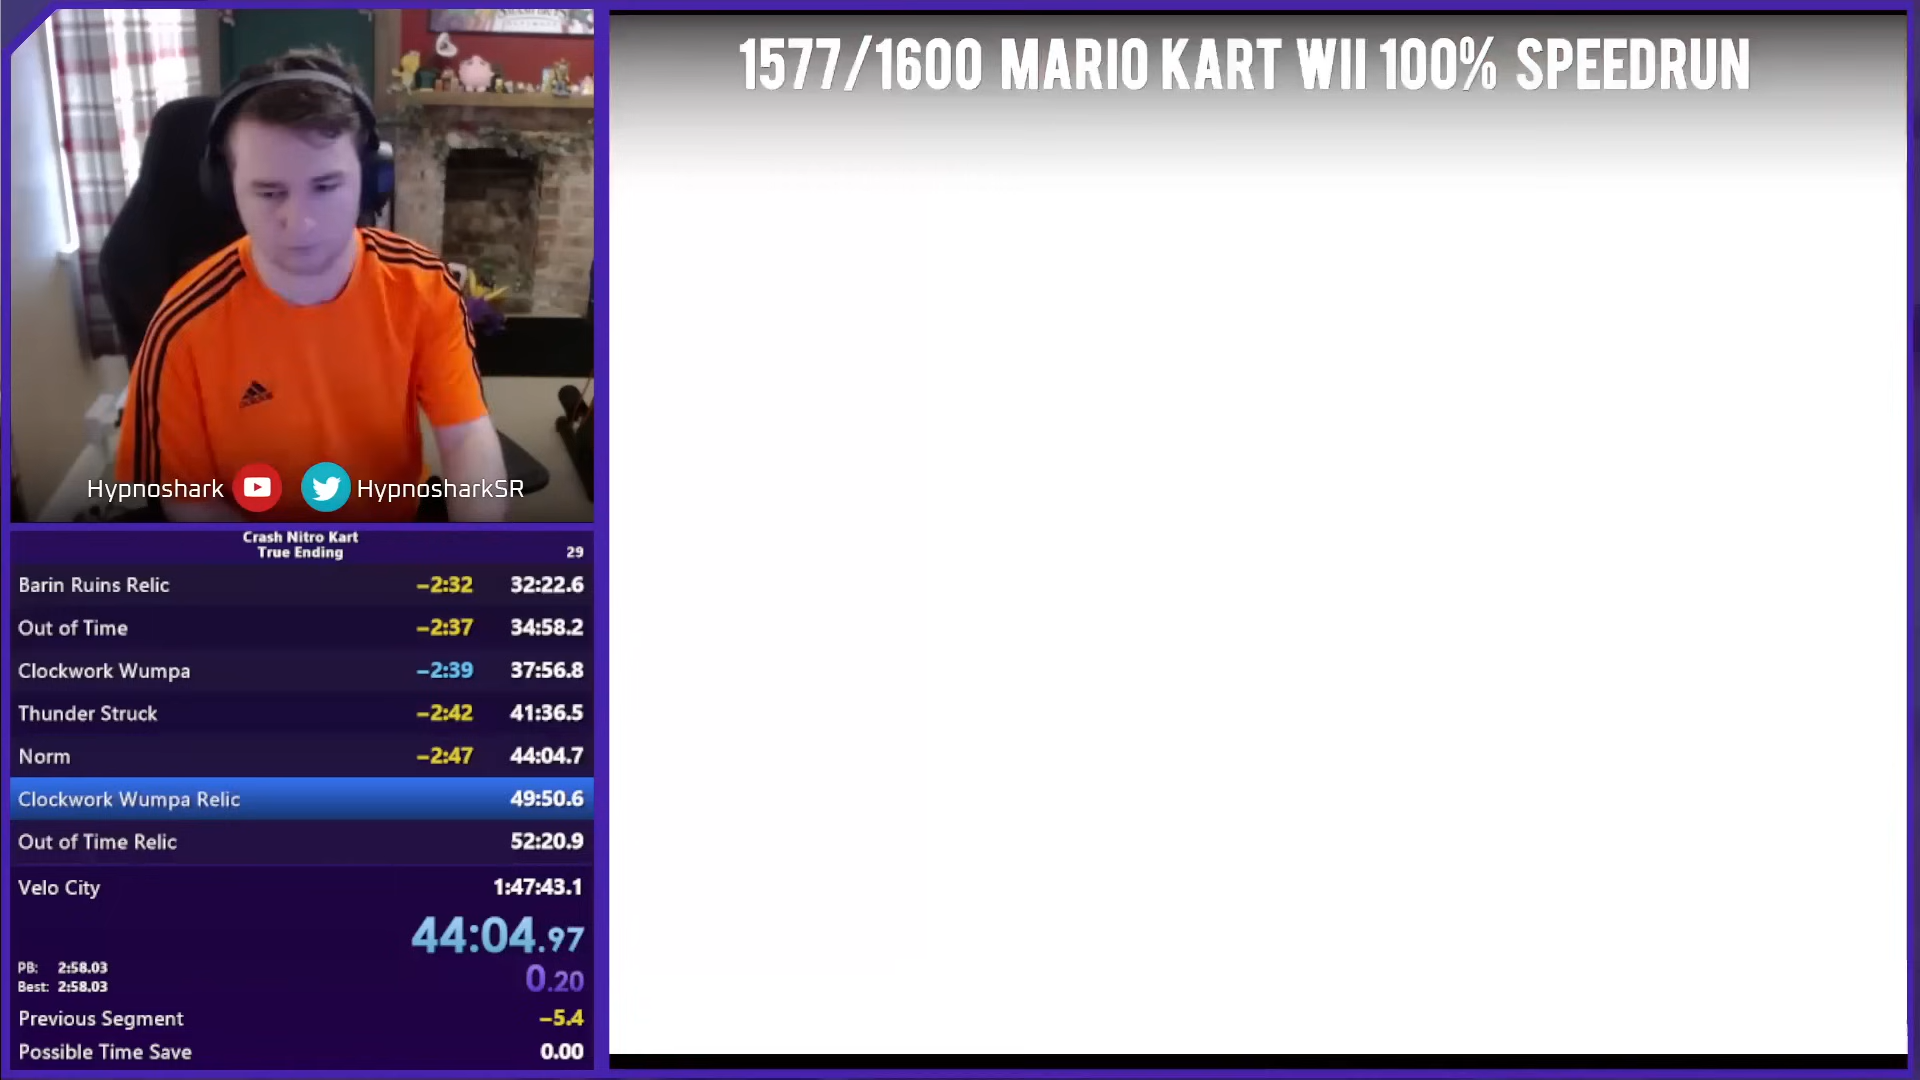 1577/1600 MARIO KART WII 100% SPEEDRUN
Hypnoshark HypnosharkSR
Crash Nitro Kart
True Ending 29
Barin Ruins Relic −2:32 32:22.6
Out of Time −2:37 34:58.2
Clockwork Wumpa −2:39 37:56.8
Thunder Struck −2:42 41:36.5
Norm −2:47 44:04.7
Clockwork Wumpa Relic 49:50.6
Out of Time Relic 52:20.9
Velo City 1:47:43.1
44:04.97
PB: 2:58.03
Best: 2:58.03
0.20
Previous Segment −5.4
Possible Time Save 0.00